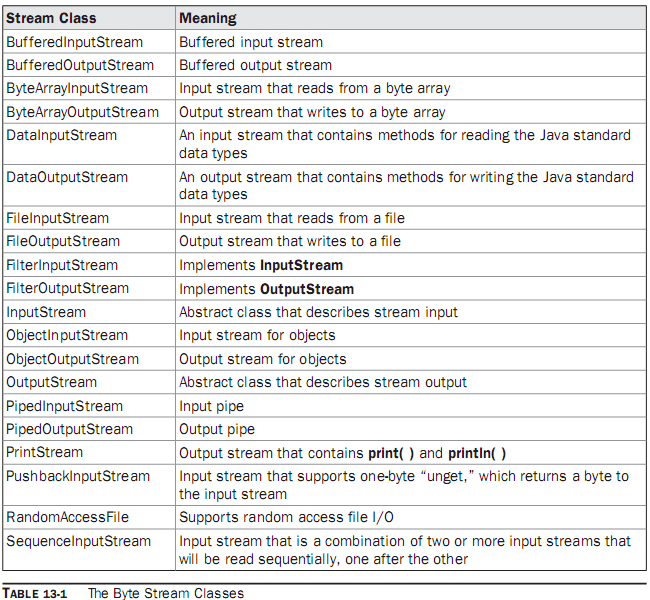 Stream Class Meaning
BufferedInputStream Buffered input stream
BufferedOutputStream Buffered output stream
ByteArrayInputStream Input stream that reads from a byte array
ByteArrayOutputStream Output stream that writes to a byte array
DataInputStream An input stream that contains methods for reading the Java standard
data types
DataOutputStream An output stream that contains methods for writing the Java standard
data types
FileInputStream Input stream that reads from a file
FileOutputStream Output stream that writes to a file
FilterInputStream Implements InputStream
FilterOutputStream Implements OutputStream
InputStream Abstract class that describes stream input
ObjectInputStream Input stream for objects
ObjectOutputStream Output stream for objects
OutputStream Abstract class that describes stream output
PipedInputStream Input pipe
PipedOutputStream Output pipe
PrintStream Output stream that contains print( ) and println( )
PushbackInputStream Input stream that supports one-byte “unget,” which returns a byte to
the input stream
RandomAccessFile Supports random access file I/O
SequenceInputStream Input stream that is a combination of two or more input streams that
will be read sequentially, one after the other
TABLE 13-1 The Byte Stream Classes